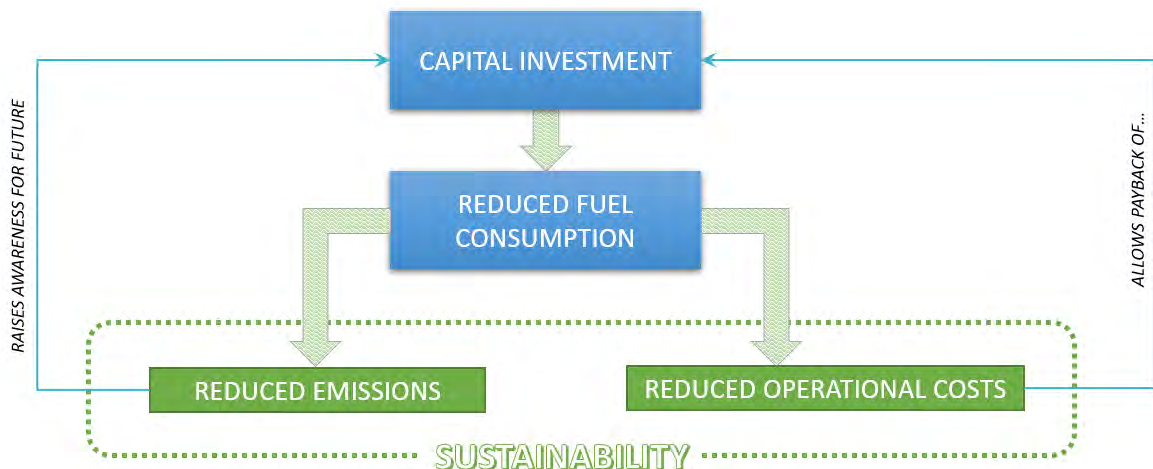 CAPITAL INVESTMENT
RAISES AWARENESS FOR FUTURE
ALLOWS PAYBACK OF...
REDUCED FUEL
CONSUMPTION
REDUCED EMISSIONS
REDUCED OPERATIONAL COSTS
SUSTAINABILITY